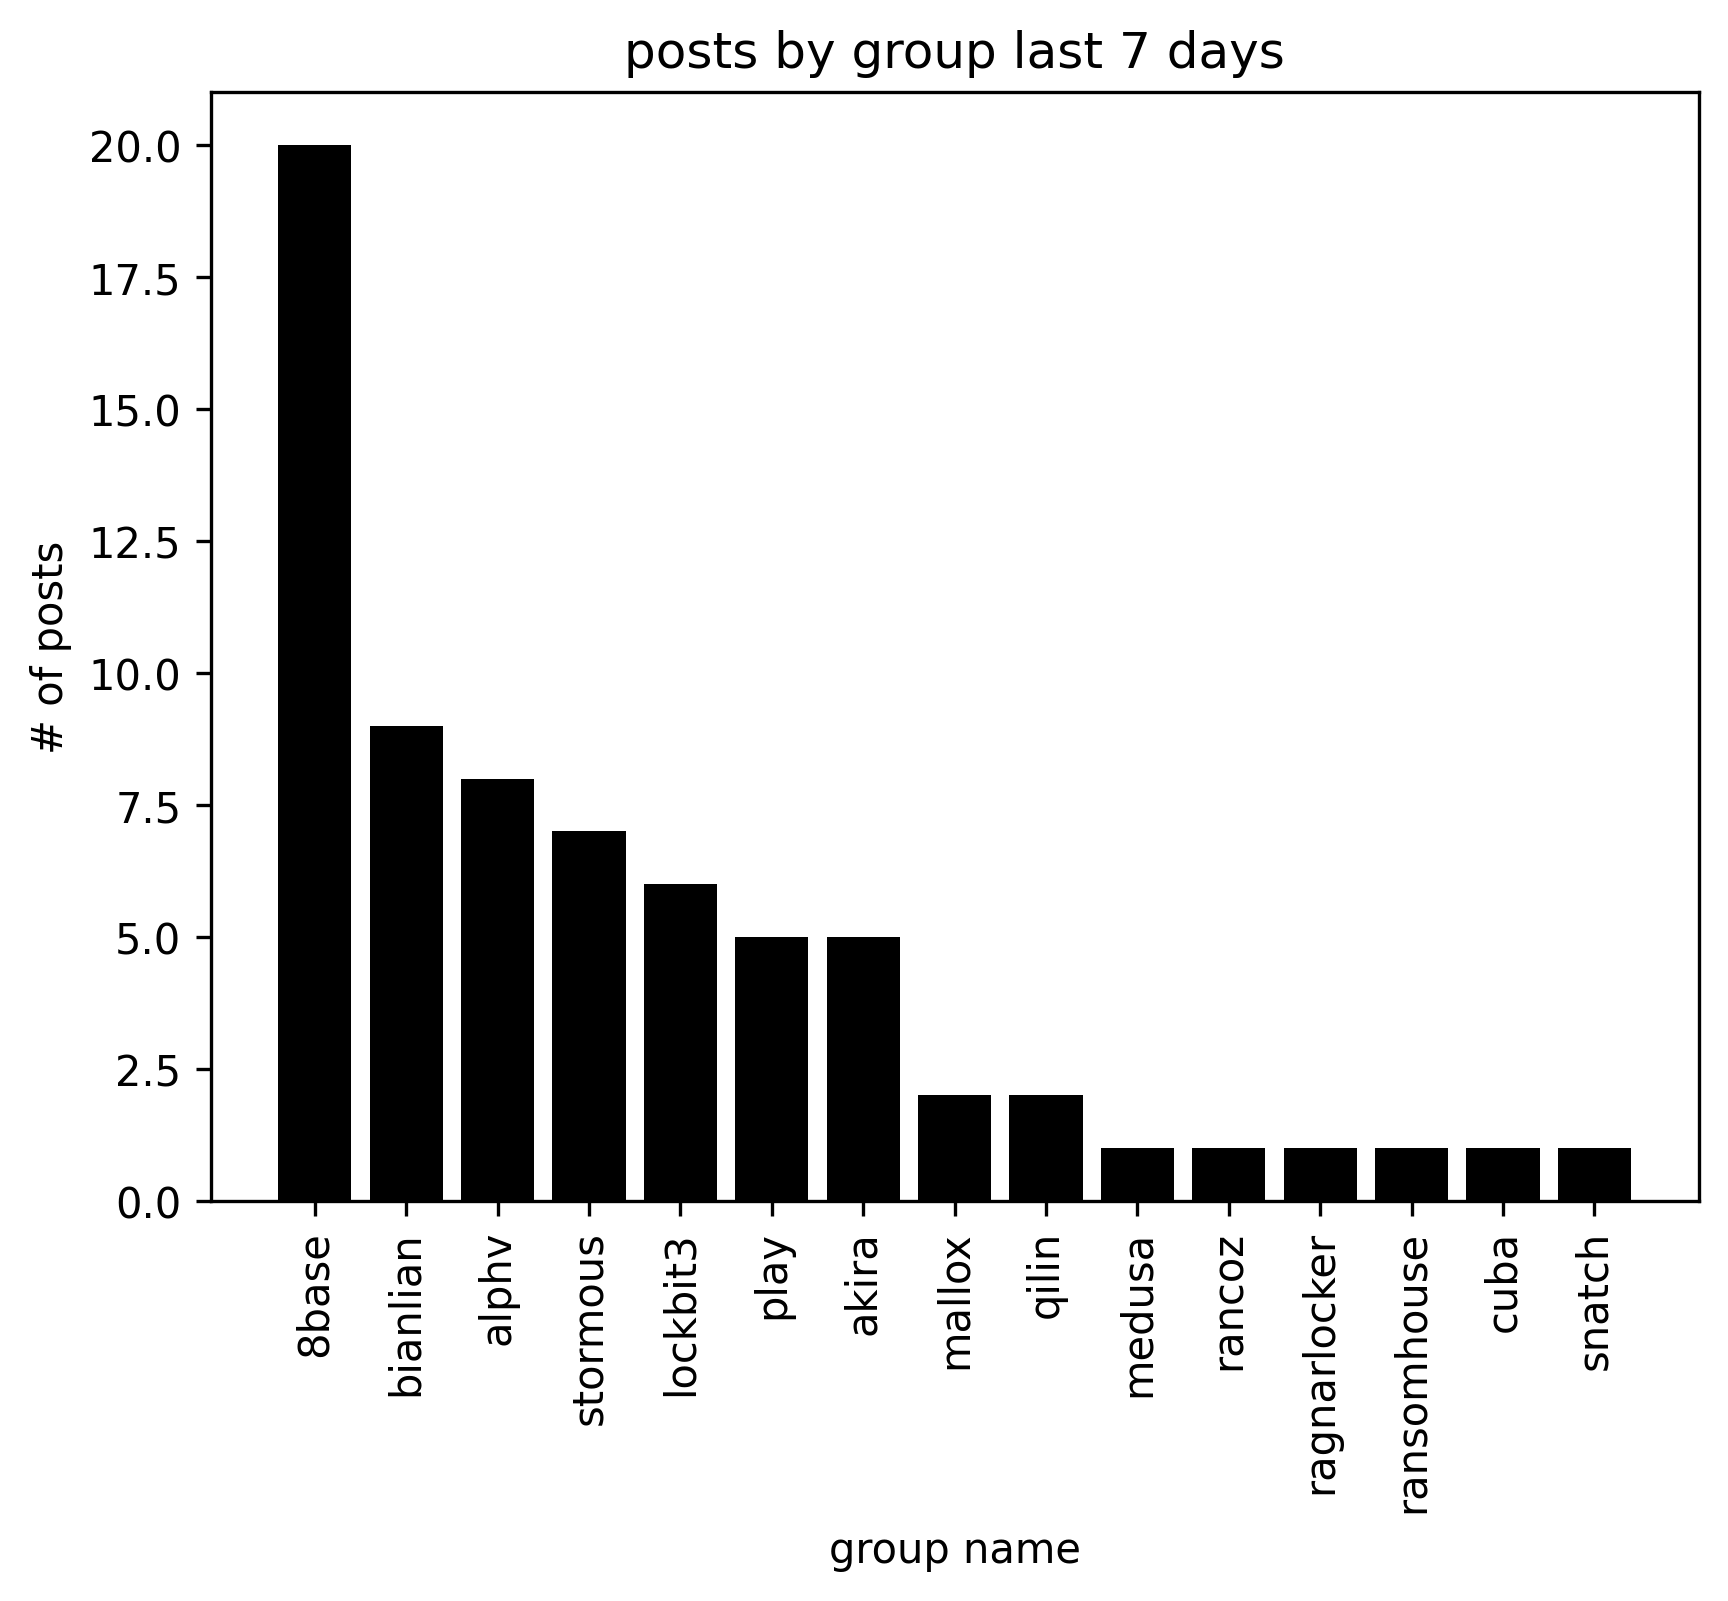 posts by group last 7 days
# of posts
20.0
17.5
15.0
12.5
10.0
7.5
5.0
2.5
0.0
8base
bianlian
alphv
stormous
lockbit3
play
akira
mallox
qilin
medusa
rancoz
ragnarlocker
ransomhouse
cuba
snatch
group name